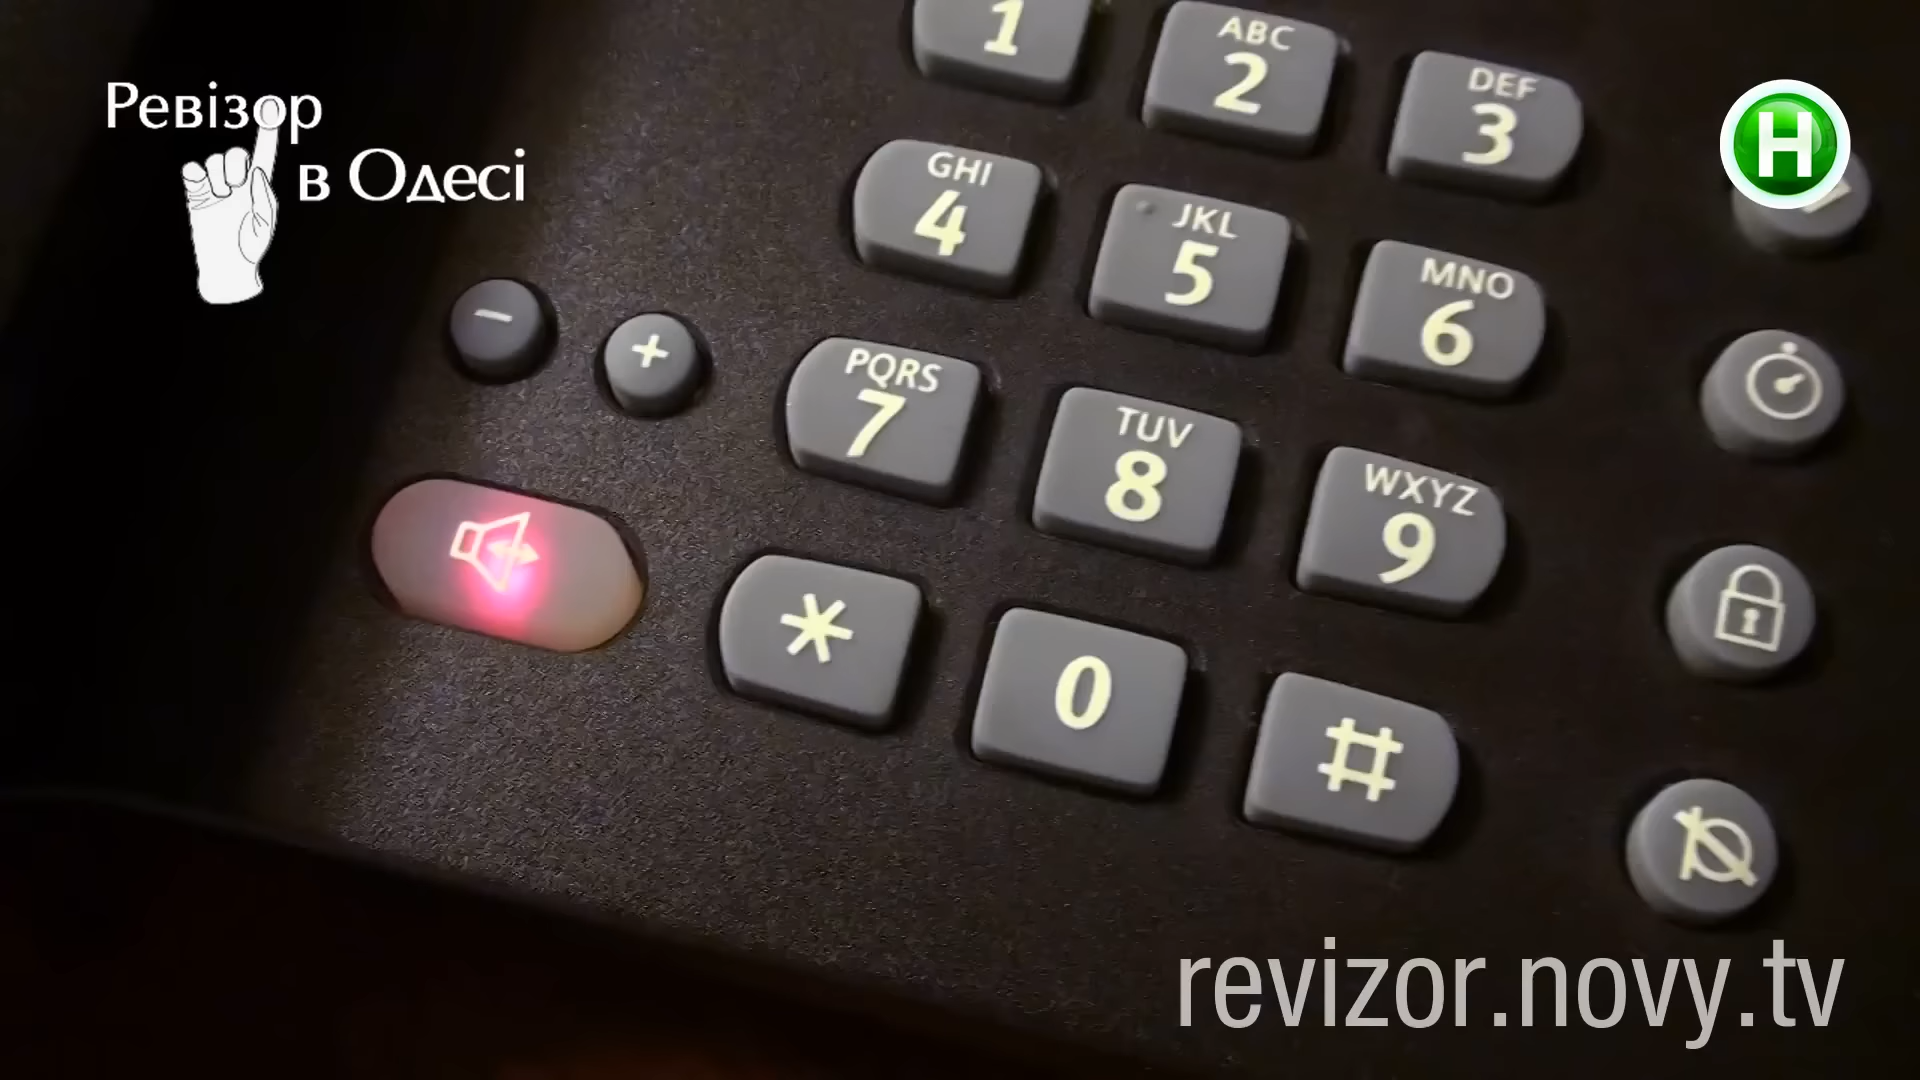 Ревізор
в Одесі
H
1
ABC
2
DEF
3
GHI
4
JKL
5
MNO
6
- +
PQRS
7
TUV
8
WXYZ
9
*
0
#
revizor.novy.tv